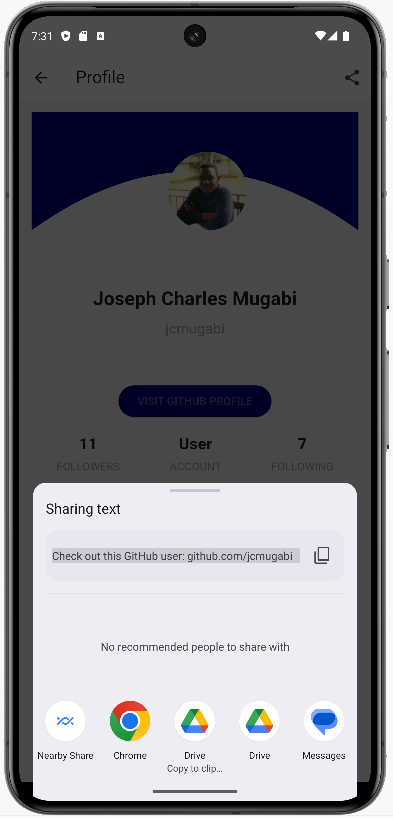 7:31
Profile
Joseph Charles Mugabi
jcmugabi
VISIT GITHUB PROFILE
11 User 7
FOLLOWERS ACCOUNT FOLLOWING
Sharing text
Check out this GitHub user: github.com/jcmugabi
No recommended people to share with
Nearby Share Chrome Drive Drive Messages
Copy to clip...